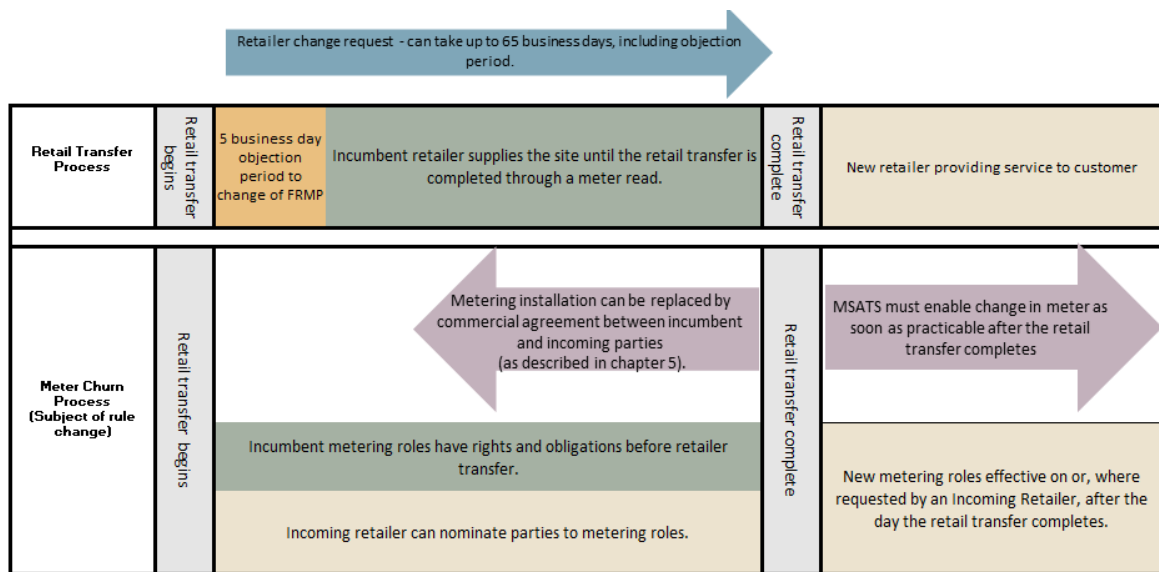 Retailer change request - can take up to 65 business days, including objection
period.
Retail Transfer
Process
Retail transfer
begins
5 business day
objection
period to
change of FRMP
Incumbent retailer supplies the site until the retail transfer is
completed through a meter read.
Retail transfer
complete
New retailer providing service to customer
Meter Churn
Process
(Subject of rule
change)
Retail transfer begins
Metering installation can be replaced by
commercial agreement between incumbent
and incoming parties
(as described in chapter 5).
Incumbent metering roles have rights and obligations before retailer
transfer.
Incoming retailer can nominate parties to metering roles.
Retail transfer complete
MSATS must enable change in meter as
soon as practicable after the retail
transfer completes
New metering roles effective on or, where
requested by an Incoming Retailer, after the
day the retail transfer completes.